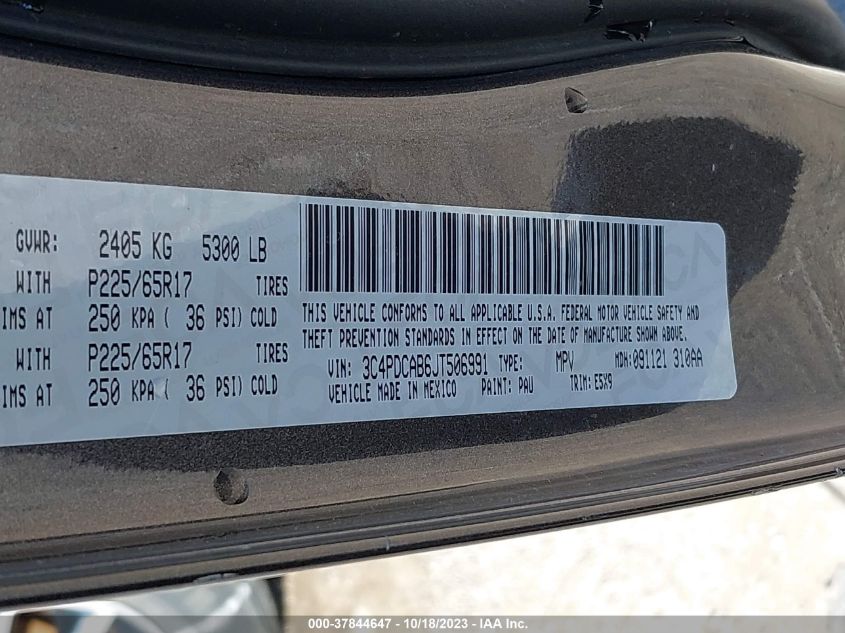 GVWR: 2405 KG 5300 LB
WITH P225/65R17 TIRES
IMS AT 250 KPA ( 36 PSI) COLD
P225/65R17 TIRES
IMS AT 250 KPA ( 36 PSI) COLD
THIS VEHICLE CONFORMS TO ALL APPLICABLE U.S.A. FEDERAL MOTOR VEHICLE SAFETY AND
THEFT PREVENTION STANDARDS IN EFFECT ON THE DATE OF MANUFACTURE SHOWN ABOVE.
VIN: 3C4PDCAB6JT506991 TYPE: MPV MDH: 091121 310AA
VEHICLE MADE IN MEXICO PAINT: PAU TRIM: E5X9
000-37844647 - 10/18/2023 - IAA Inc.